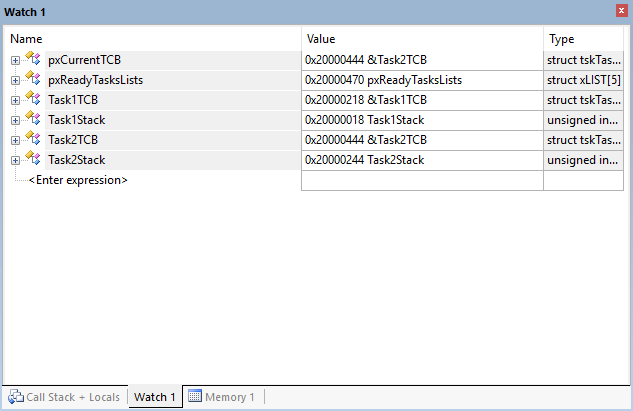 Watch 1
Name Value Type
pxCurrentTCB 0x20000444 &Task2TCB struct tskTas...
pxReadyTasksLists 0x20000470 pxReadyTasksLists struct xLIST[5]
Task1TCB 0x20000218 &Task1TCB struct tskTas...
Task1Stack 0x20000018 Task1Stack unsigned in...
Task2TCB 0x20000444 &Task2TCB struct tskTas...
Task2Stack 0x20000244 Task2Stack unsigned in...
<Enter expression>
Call Stack + Locals Watch 1 Memory 1